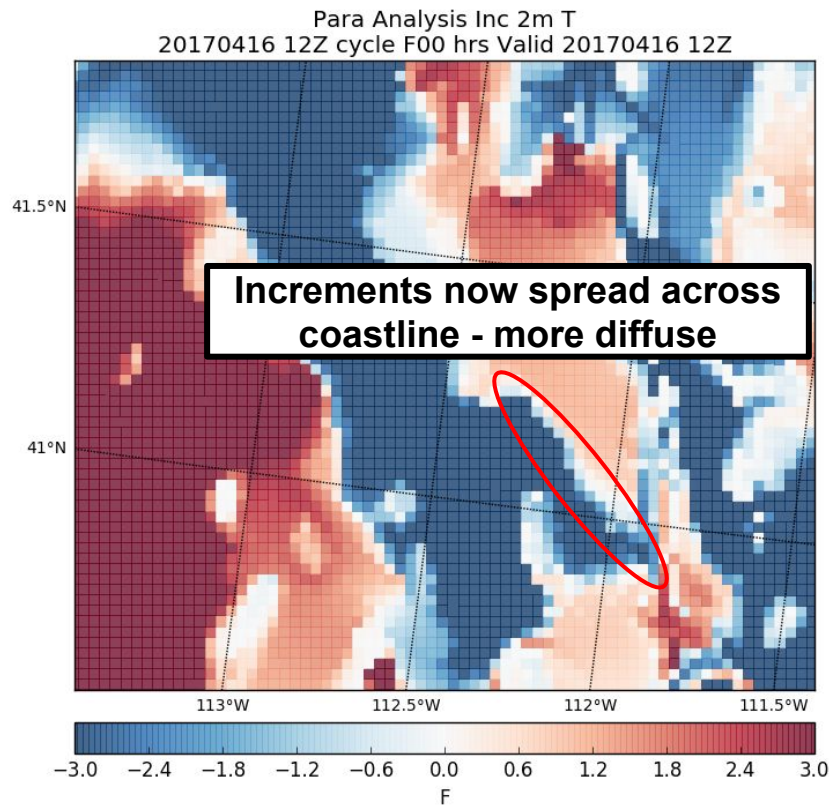 Para Analysis Inc 2m T
20170416 12Z cycle F00 hrs Valid 20170416 12Z
41.5°N
Increments now spread across
coastline - more diffuse
41°N
113°W 112.5°W 112°W 111.5°W
−3.0 −2.4 −1.8 −1.2 −0.6 0.0 0.6 1.2 1.8 2.4 3.0
F